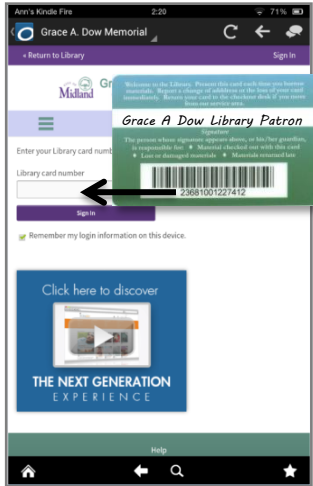 Ann's Kindle Fire 2:20 71%
Grace A. Dow Memorial
« Return to Library Sign In
Midland Gr
Welcome to the Library. Present this card each time you borrow
materials. Report a change of address or the loss of your card
immediately. Return your card to the checkout desk if you move
from our service area.
Grace A Dow Library Patron
Signature
The person whose signature appears above, or his/her guardian,
is responsible for: ♦ Material checked out with this card
♦ Lost or damaged materials ♦ Materials returned late
23681001227412
Enter your Library card numb
Library card number
Sign In
Remember my login information on this device.
Click here to discover
THE NEXT GENERATION
EXPERIENCE
Help